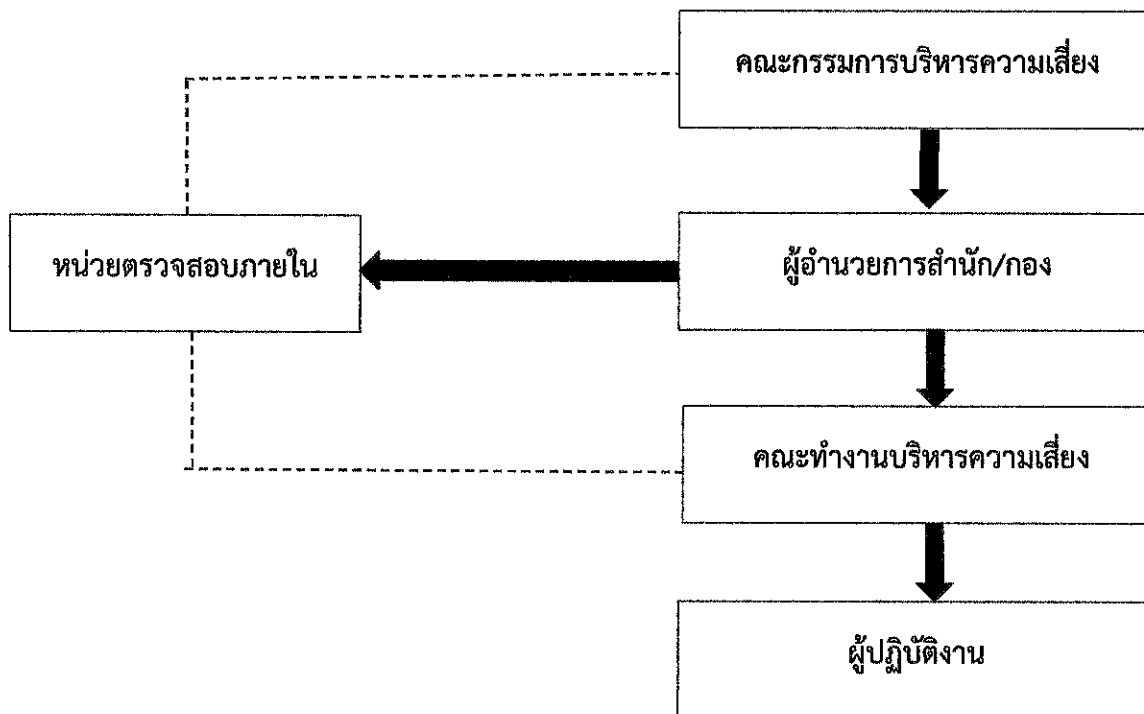 คณะกรรมการบริหารความเสี่ยง
หน่วยตรวจสอบภายใน
ผู้อำนวยการสำนัก/กอง
คณะทำงานบริหารความเสี่ยง
ผู้ปฏิบัติงาน